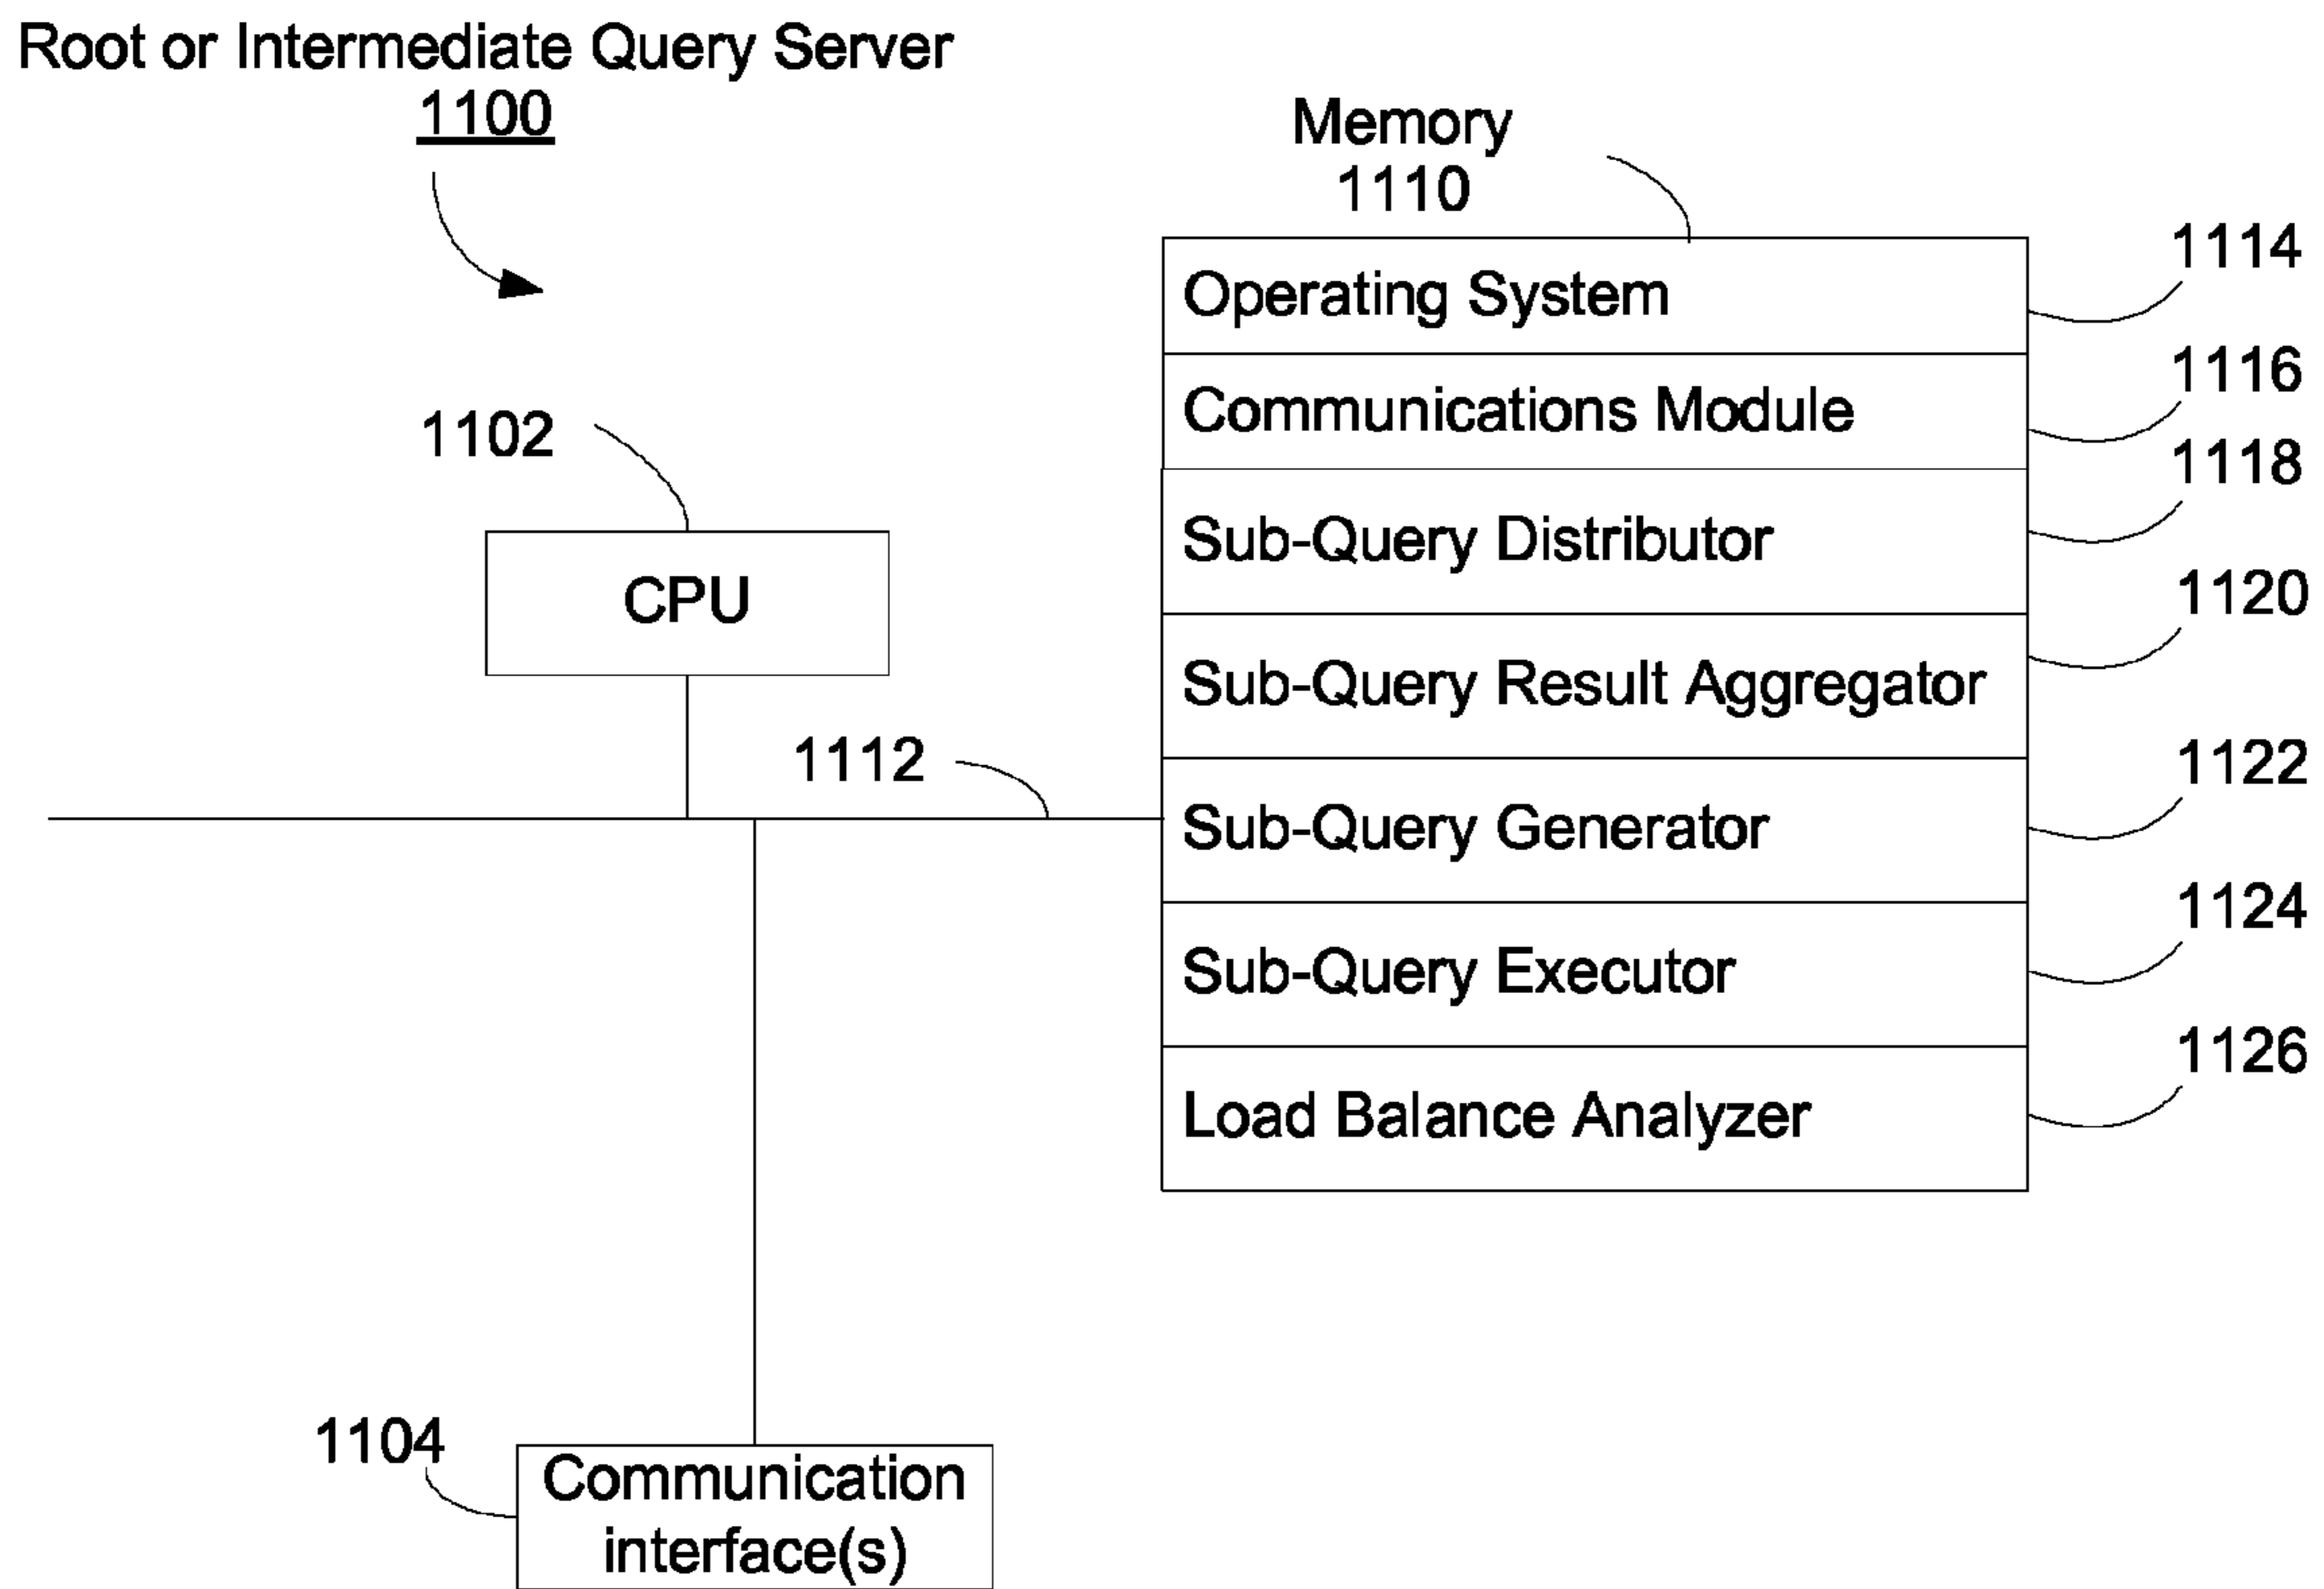 Root or Intermediate Query Server
1100
Memory
1110
Operating System
1114
Communications Module
1116
1102
Sub-Query Distributor
1118
CPU
Sub-Query Result Aggregator
1120
1112
Sub-Query Generator
1122
Sub-Query Executor
1124
Load Balance Analyzer
1126
1104
Communication
interface(s)